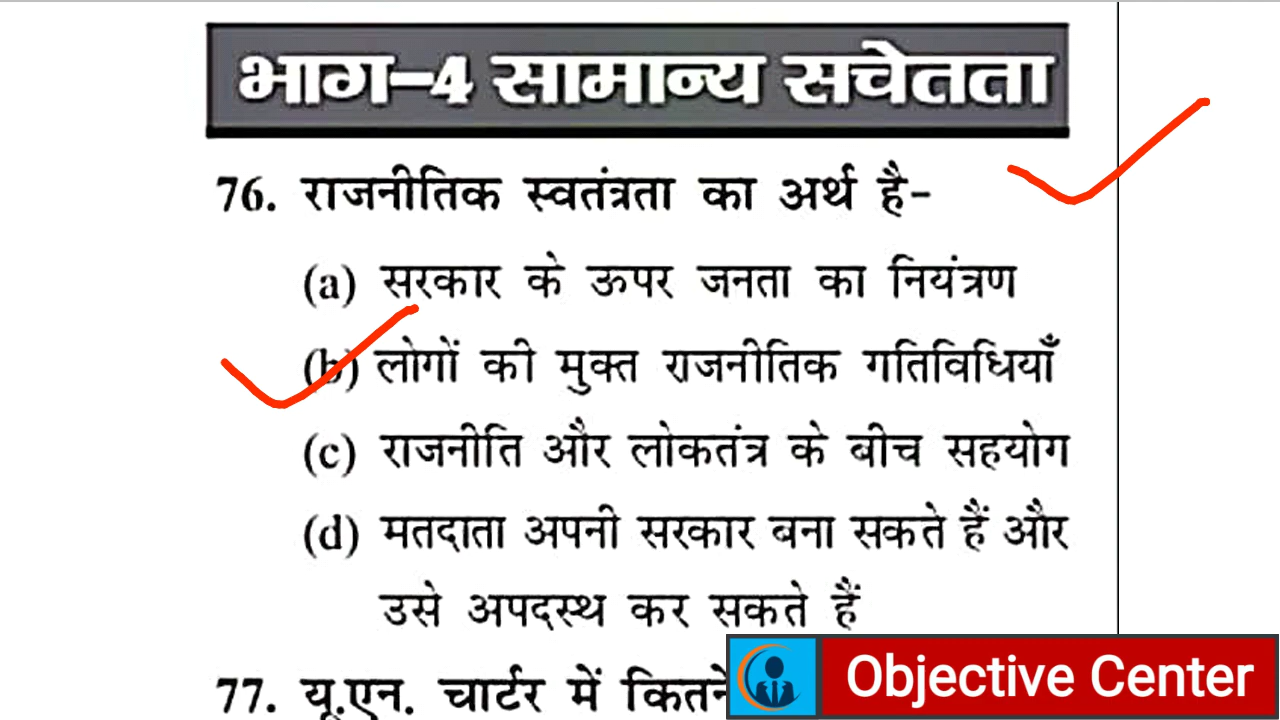 भाग-4 सामान्य सचेतता
76. राजनीतिक स्वतंत्रता का अर्थ है-
(a) सरकार के ऊपर जनता का नियंत्रण
(b) लोगों की मुक्त राजनीतिक गतिविधियाँ
(c) राजनीति और लोकतंत्र के बीच सहयोग
(d) मतदाता अपनी सरकार बना सकते हैं और
उसे अपदस्थ कर सकते हैं
77. यू.एन. चार्टर में कितने
Objective Center